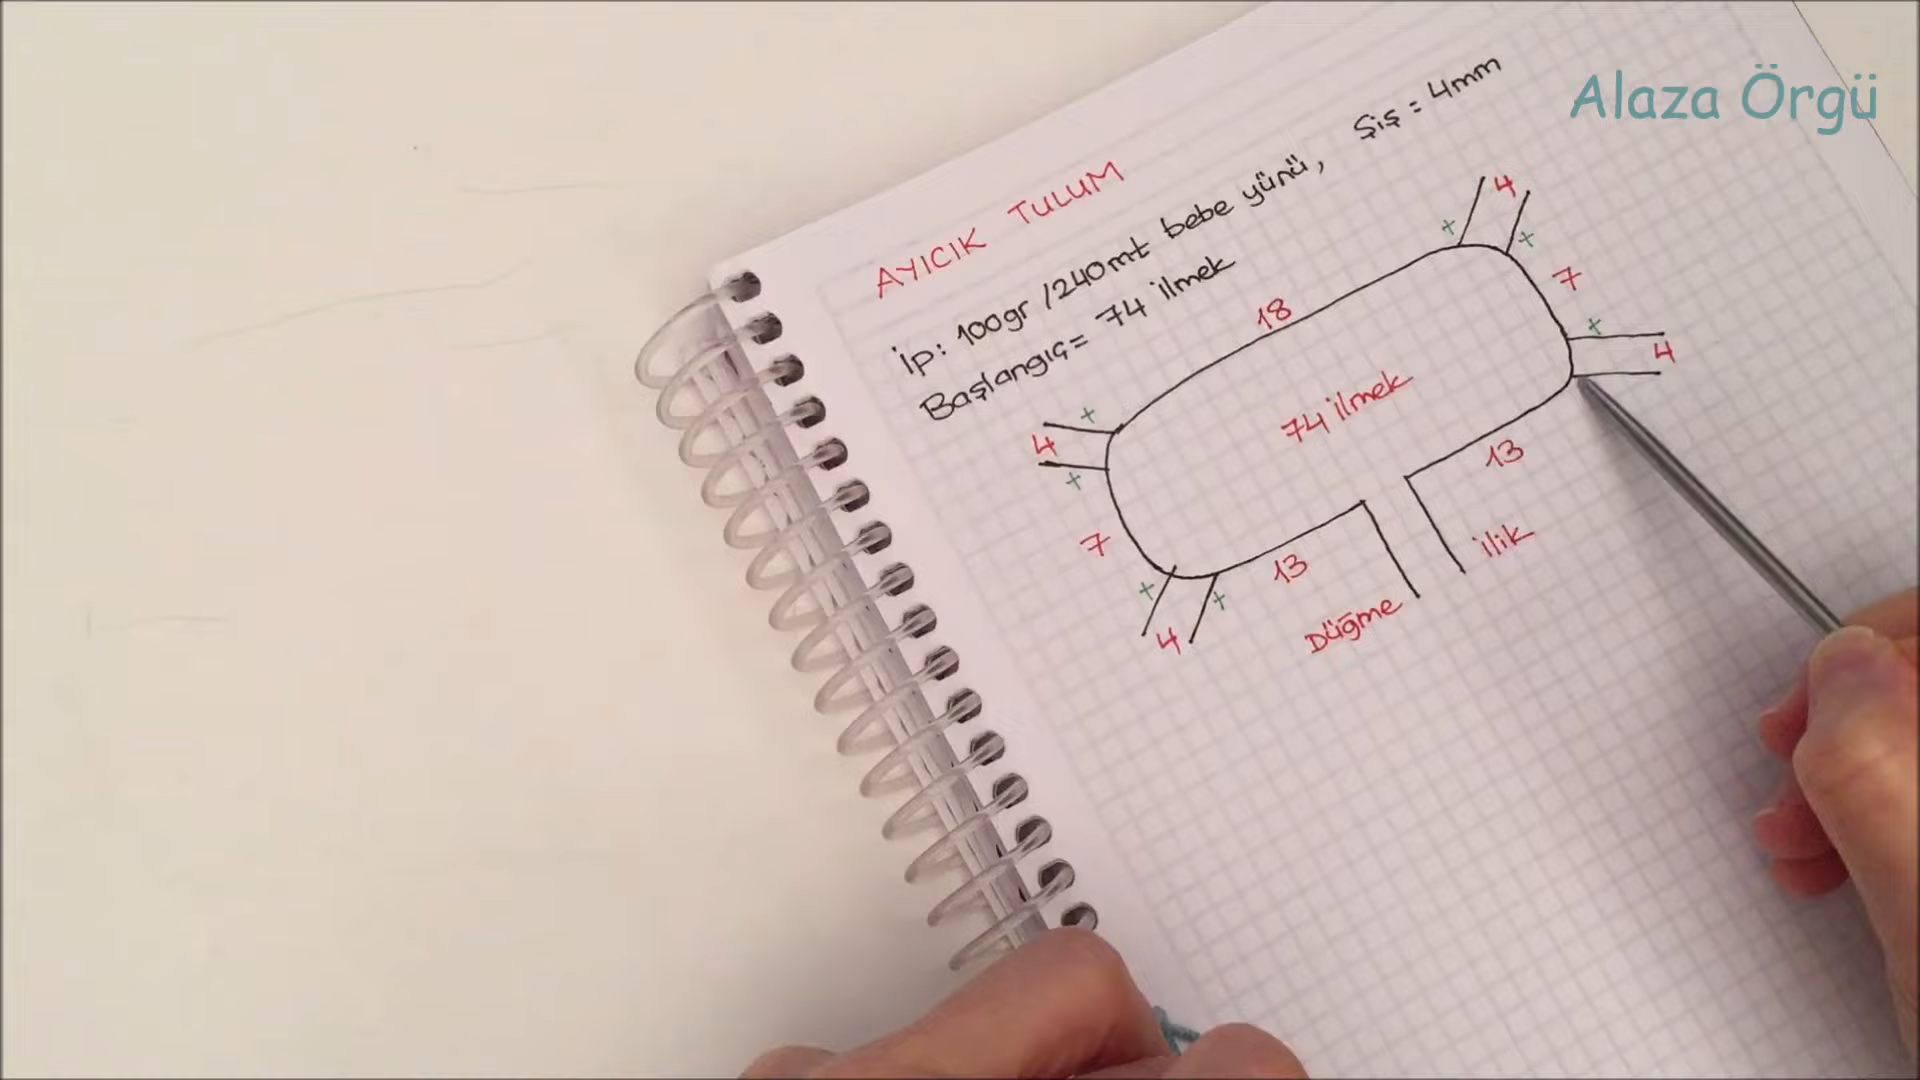 Alaza Örgü
AYICIK TULUM
İp: 100gr /240mt bebe yünü, Şiş = 4mm
Başlangıç= 74 ilmek
4
+ +
7
18
+
4
+
4
+
74 ilmek
13
7
ilik
13
+ +
4
Düğme